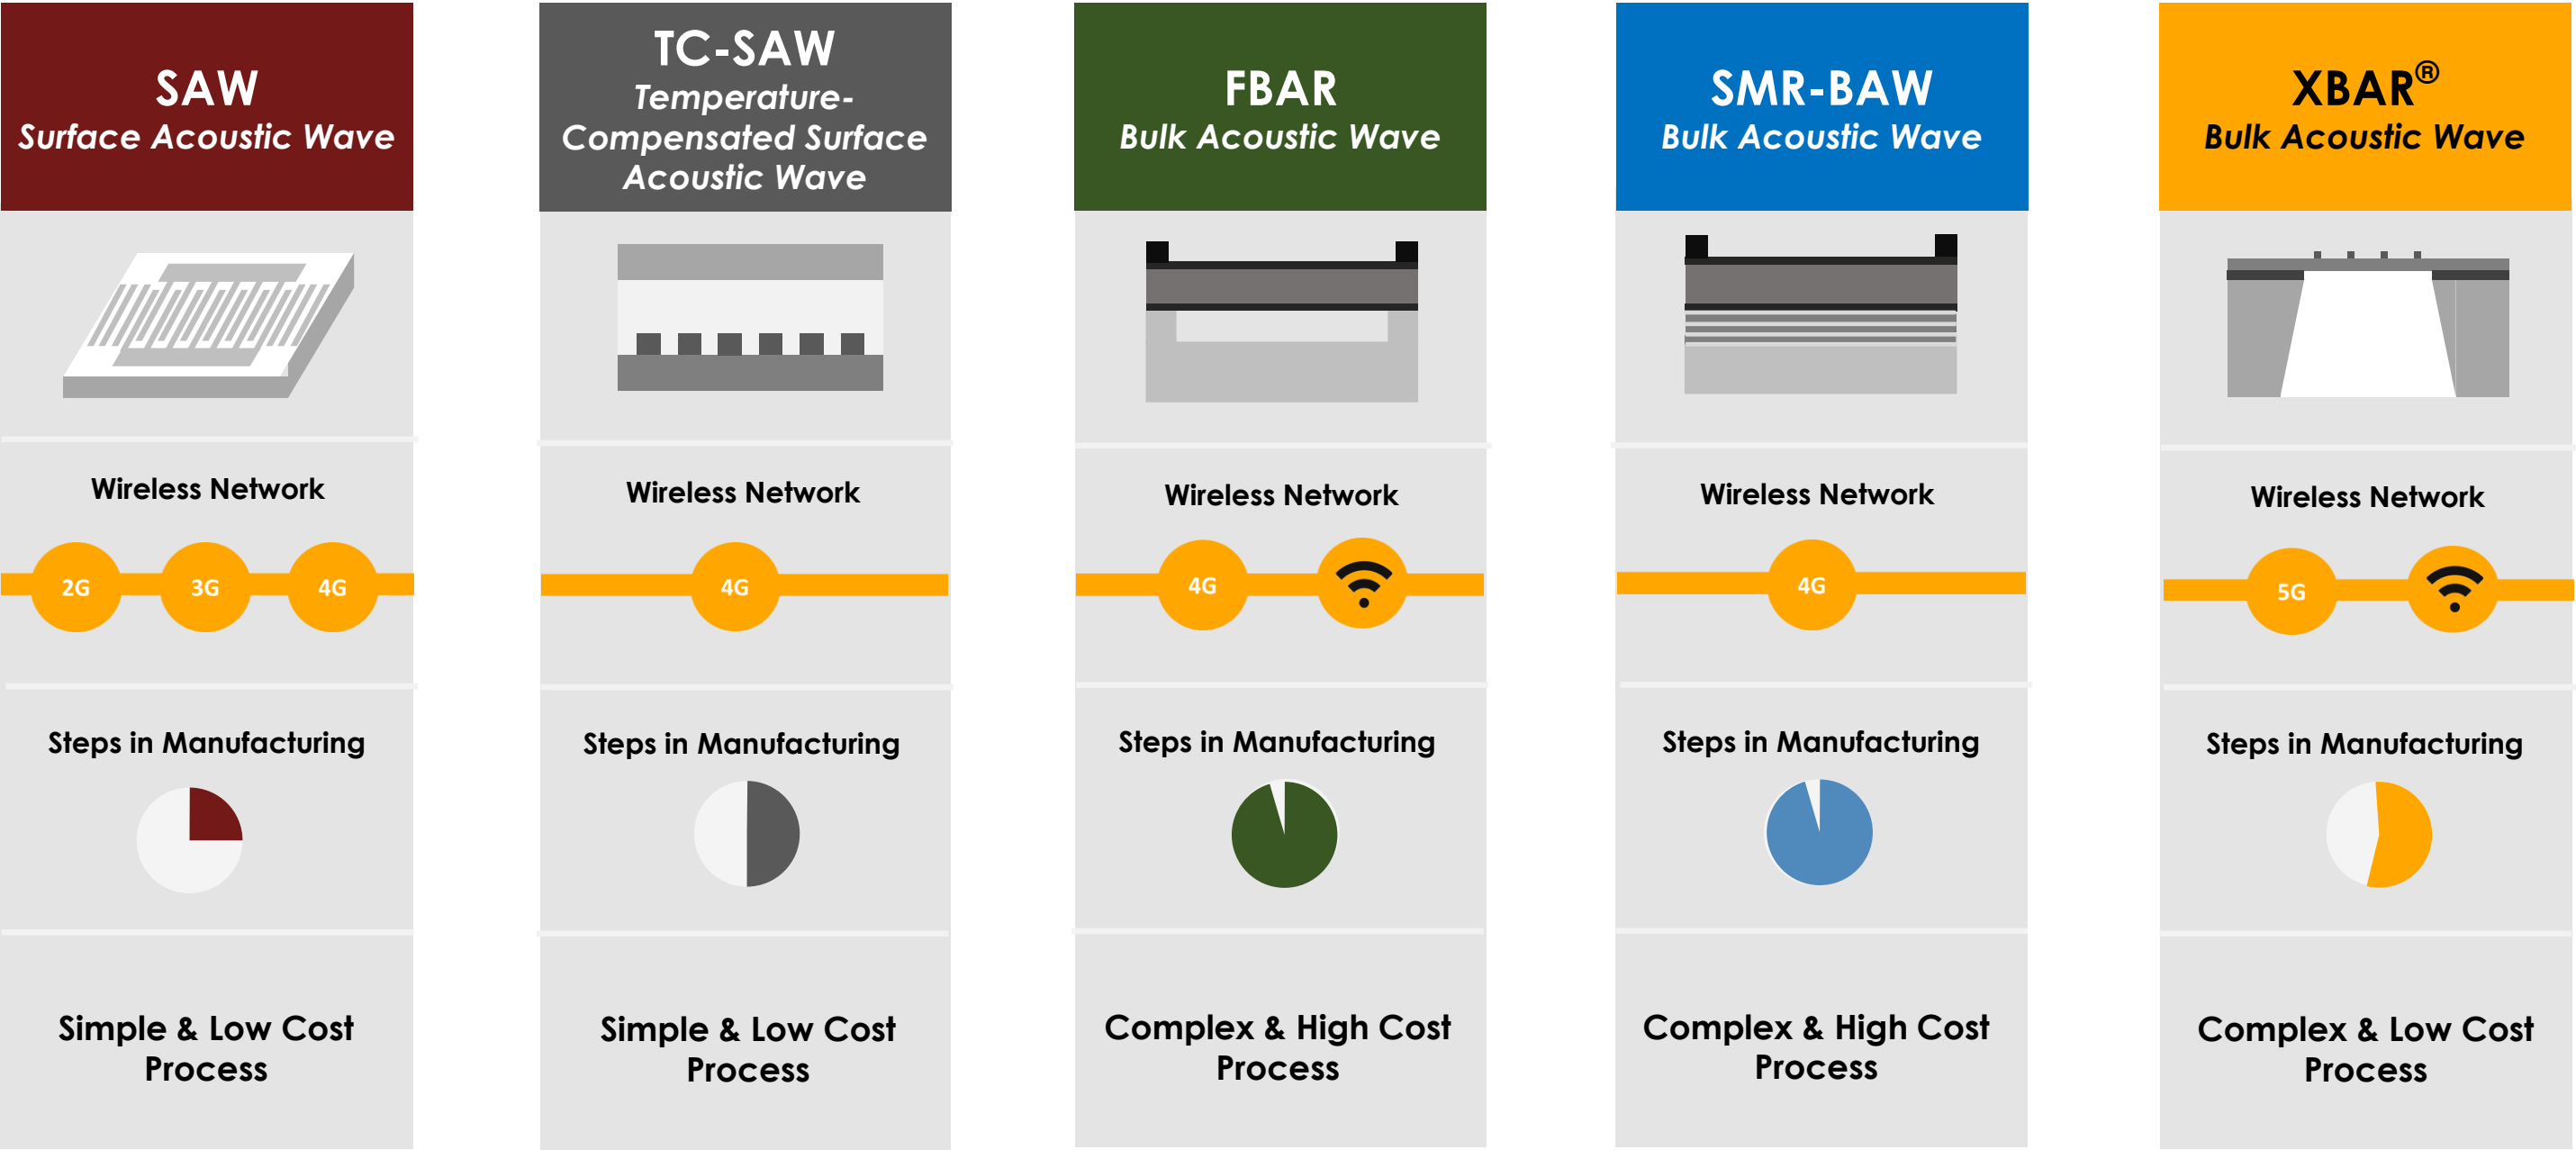 SAW
Surface Acoustic Wave
Wireless Network
2G 3G 4G
Steps in Manufacturing
Simple & Low Cost
Process
TC-SAW
Temperature-
Compensated Surface
Acoustic Wave
Wireless Network
4G
Steps in Manufacturing
Simple & Low Cost
Process
FBAR
Bulk Acoustic Wave
Wireless Network
4G
Steps in Manufacturing
Complex & High Cost
Process
SMR-BAW
Bulk Acoustic Wave
Wireless Network
4G
Steps in Manufacturing
Complex & High Cost
Process
XBAR®
Bulk Acoustic Wave
Wireless Network
5G
Steps in Manufacturing
Complex & Low Cost
Process